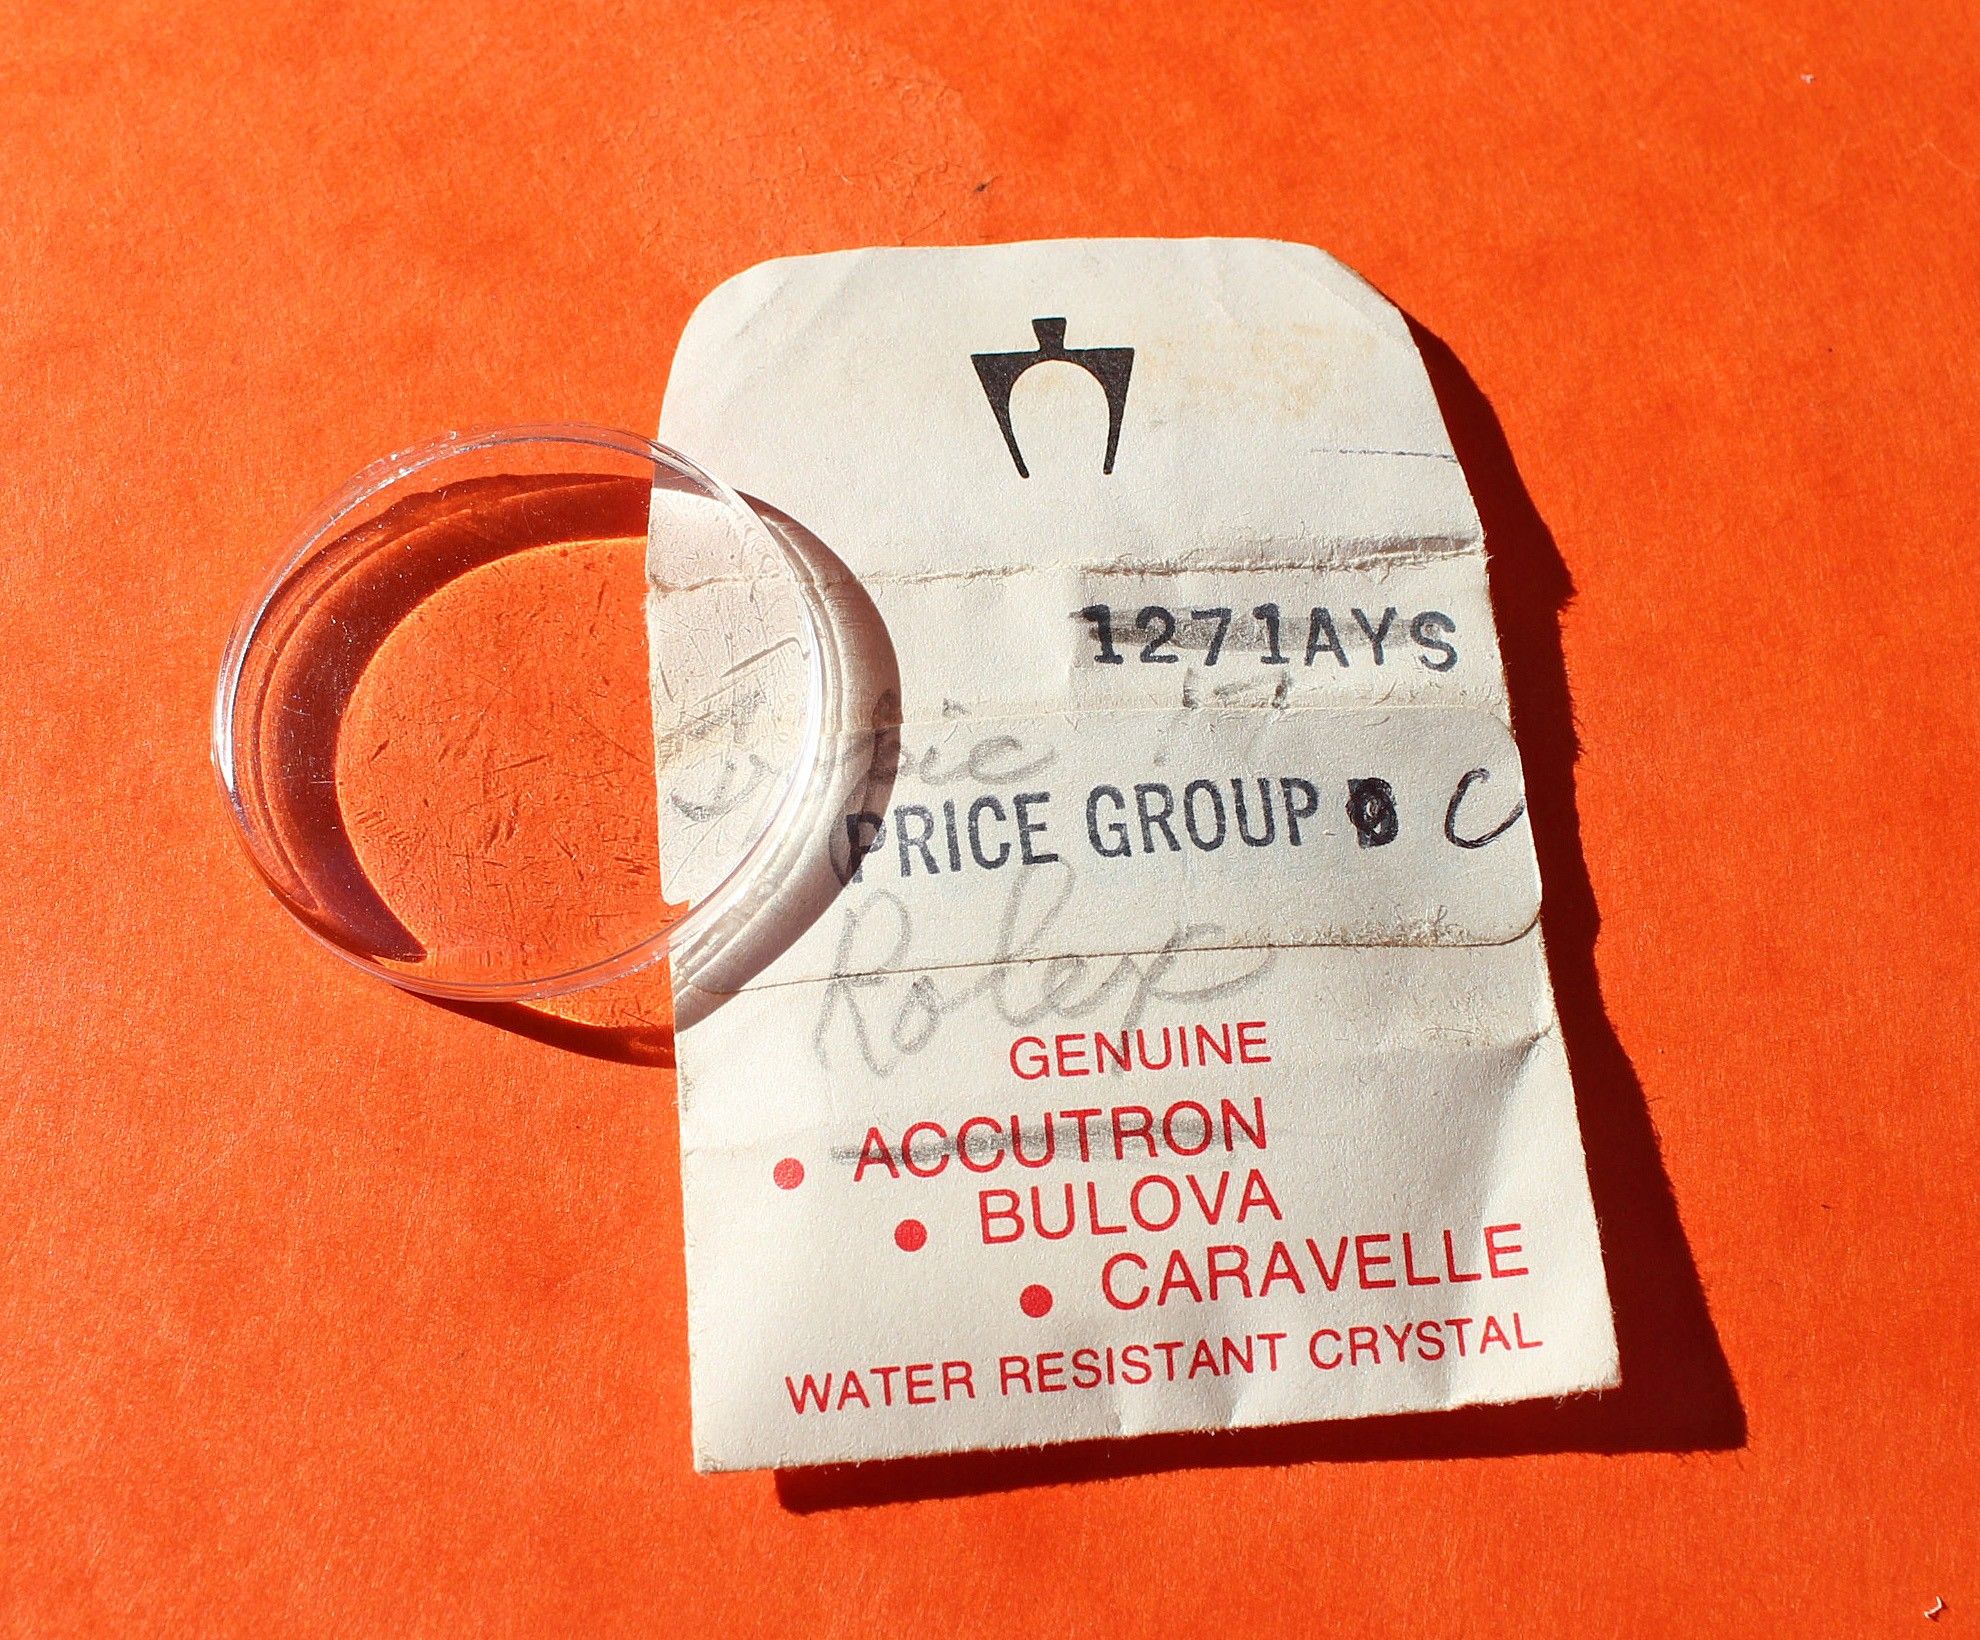 1271AYS
PRICE GROUP C
Rolex
GENUINE
• ACCUTRON
• BULOVA
• CARAVELLE
WATER RESISTANT CRYSTAL